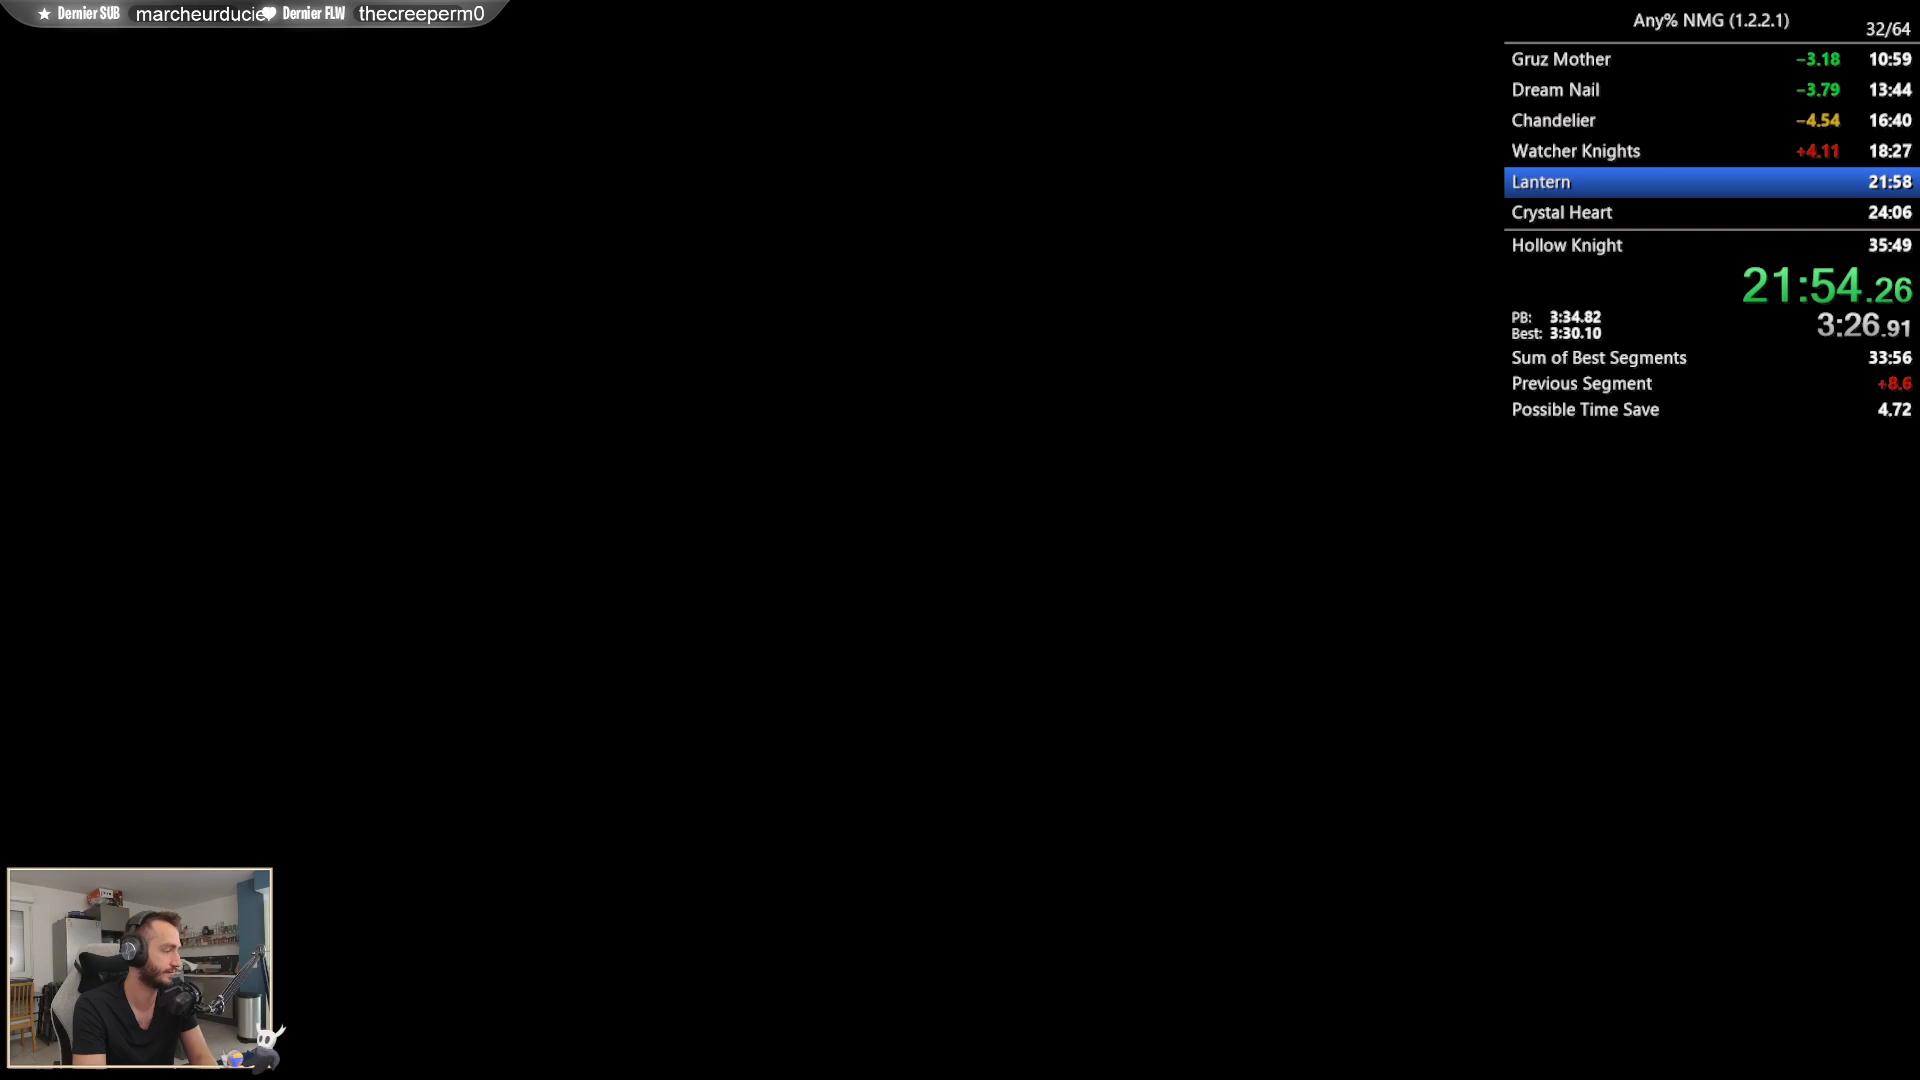 ★ Dernier SUB marcheurducie Dernier FLW thecreeperm0
Any% NMG (1.2.2.1)
32/64
Gruz Mother −3.18 10:59
Dream Nail −3.79 13:44
Chandelier −4.54 16:40
Watcher Knights +4.11 18:27
Lantern 21:58
Crystal Heart 24:06
Hollow Knight 35:49
21:54.26
PB: 3:34.82
Best: 3:30.10
3:26.91
Sum of Best Segments 33:56
Previous Segment +8.6
Possible Time Save 4.72